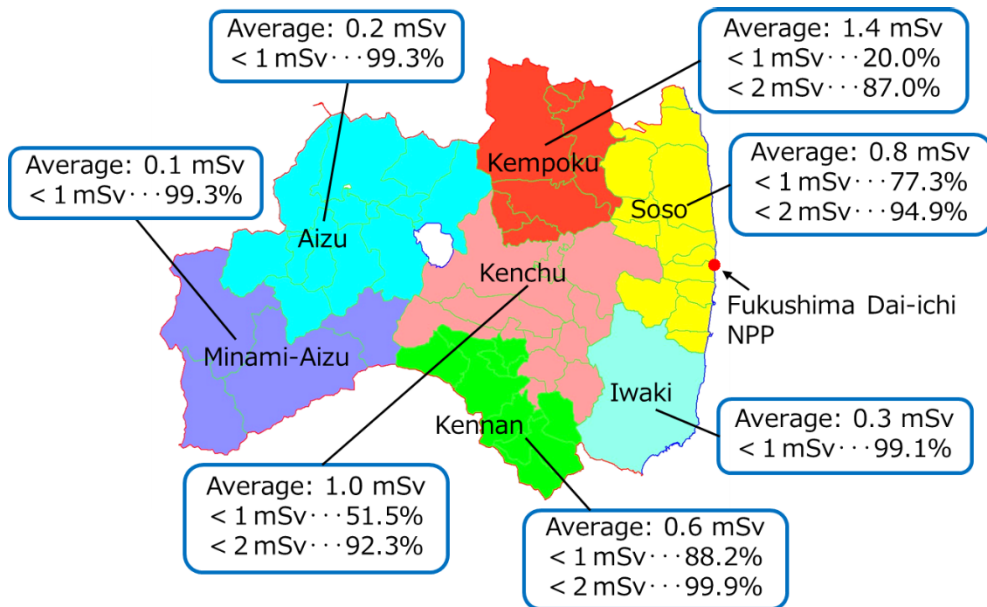 Average: 0.2 mSv
< 1 mSv···99.3%
Average: 1.4 mSv
< 1 mSv···20.0%
< 2 mSv···87.0%
Average: 0.1 mSv
< 1 mSv···99.3%
Average: 0.8 mSv
< 1 mSv···77.3%
< 2 mSv···94.9%
Kempoku
Soso
Aizu
Kenchu
Fukushima Dai-ichi
NPP
Minami-Aizu
Iwaki
Kennan
Average: 0.3 mSv
< 1 mSv···99.1%
Average: 1.0 mSv
< 1 mSv···51.5%
< 2 mSv···92.3%
Average: 0.6 mSv
< 1 mSv···88.2%
< 2 mSv···99.9%